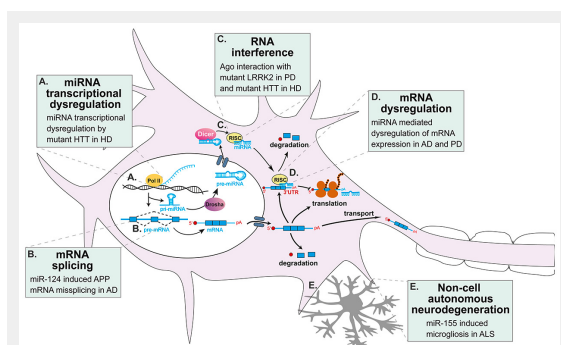 A. miRNA
transcriptional
dysregulation
miRNA transcriptional
dysregulation by
mutant HTT in HD
C. RNA
interference
Ago interaction with
mutant LRRK2 in PD
and mutant HTT in HD
D. mRNA
dysregulation
miRNA mediated
dysregulation of mRNA
expression in AD and PD
B. mRNA
splicing
miR-124 induced APP
mRNA missplicing in AD
E. Non-cell
autonomous
neurodegeneration
miR-155 induced
microgliosis in ALS
C.
Dicer
RISC
miRNA
degradation
A.
Pol II
pre-miRNA
pri-miRNA
Drosha
RISC
D.
3'UTR
translation
B.
pre-mRNA
5'
mRNA
pA
5'
pA
transport
pA
degradation
E.